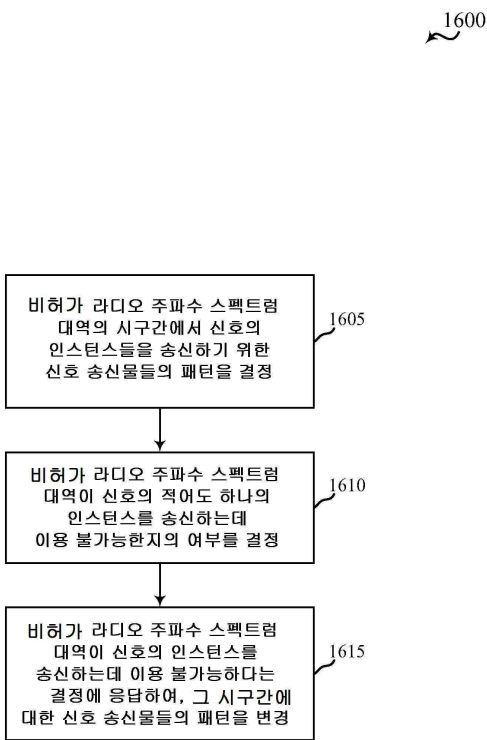 1600
비허가 라디오 주파수 스펙트럼
대역의 시구간에서 신호의
인스턴스들을 송신하기 위한
신호 송신물들의 패턴을 결정
1605
비허가 라디오 주파수 스펙트럼
대역이 신호의 적어도 하나의
인스턴스를 송신하는데
이용 불가능한지의 여부를 결정
1610
비허가 라디오 주파수 스펙트럼
대역이 신호의 인스턴스를
송신하는데 이용 불가능하다는
결정에 응답하여, 그 시구간에
대한 신호 송신물들의 패턴을 변경
1615